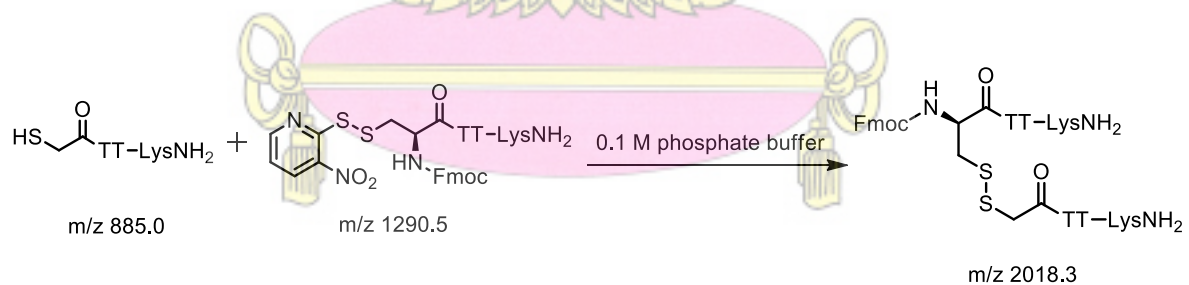 HS
O
TT–LysNH₂
m/z 885.0
+
N
S
S
O
TT–LysNH₂
HN
Fmoc
NO₂
m/z 1290.5
0.1 M phosphate buffer
H
N
Fmoc
O
TT–LysNH₂
S
S
O
TT–LysNH₂
m/z 2018.3